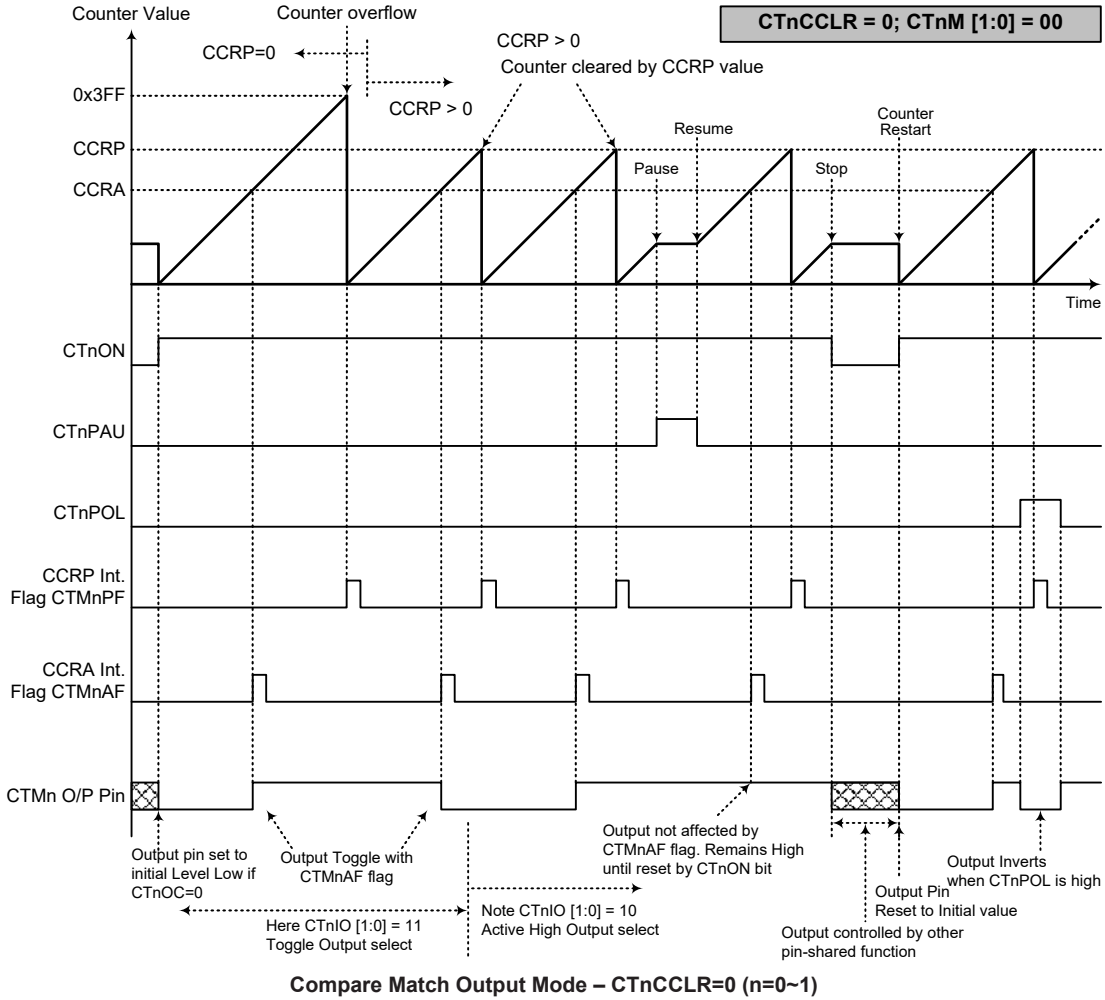 Counter Value
Counter overflow
CTnCCLR = 0; CTnM [1:0] = 00
CCRP=0
CCRP > 0
CCRP > 0
Counter cleared by CCRP value
0x3FF
CCRP
CCRA
Pause
Resume
Stop
Counter
Restart
Time
CTnON
CTnPAU
CTnPOL
CCRP Int.
Flag CTMnPF
CCRA Int.
Flag CTMnAF
CTMn O/P Pin
Output pin set to
initial Level Low if
CTnOC=0
Output Toggle with
CTMnAF flag
Here CTnIO [1:0] = 11
Toggle Output select
Note CTnIO [1:0] = 10
Active High Output select
Output not affected by
CTMnAF flag. Remains High
until reset by CTnON bit
Output controlled by other
pin-shared function
Output Pin
Reset to Initial value
Output Inverts
when CTnPOL is high
Compare Match Output Mode – CTnCCLR=0 (n=0~1)